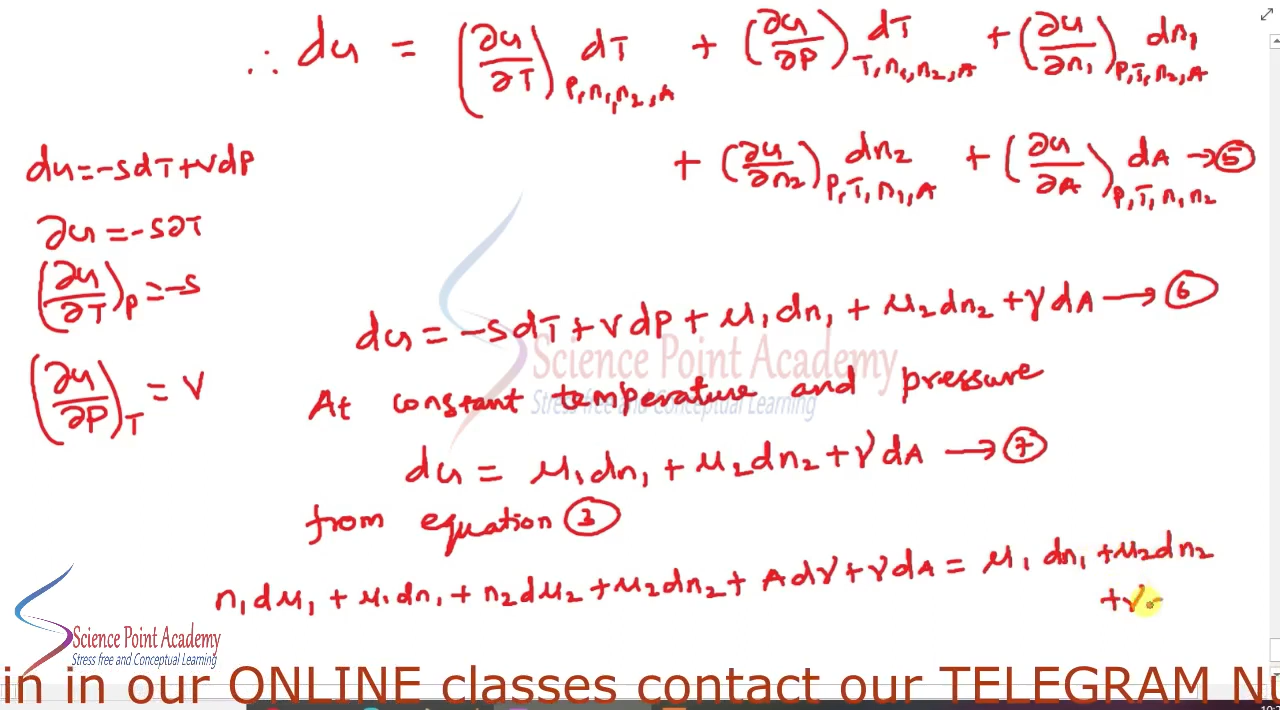 ∴ du = (∂u/∂T)P,n₁,n₂,A dT + (∂u/∂P)T,n₁,n₂,A dT + (∂u/∂n₁)P,T,n₂,A dn₁
+ (∂u/∂n₂)P,T,n₁,A dn₂ + (∂u/∂A)P,T,n₁,n₂ dA → ⑤
du = -SdT + VdP
∂u = -S∂T
(∂u/∂T)P = -S
(∂u/∂P)T = V
du = -SdT + VdP + μ₁dn₁ + μ₂dn₂ + γdA → ⑥
At constant temperature and pressure
du = μ₁dn₁ + μ₂dn₂ + γdA → ⑦
from equation ③
n₁dμ₁ + μ₁dn₁ + n₂dμ₂ + μ₂dn₂ + Adγ + γdA = μ₁dn₁ + μ₂dn₂
+γ
Science Point Academy
Stress free and Conceptual Learning
Science Point Academy
Stress free and Conceptual Learning
in in our ONLINE classes contact our TELEGRAM Nu